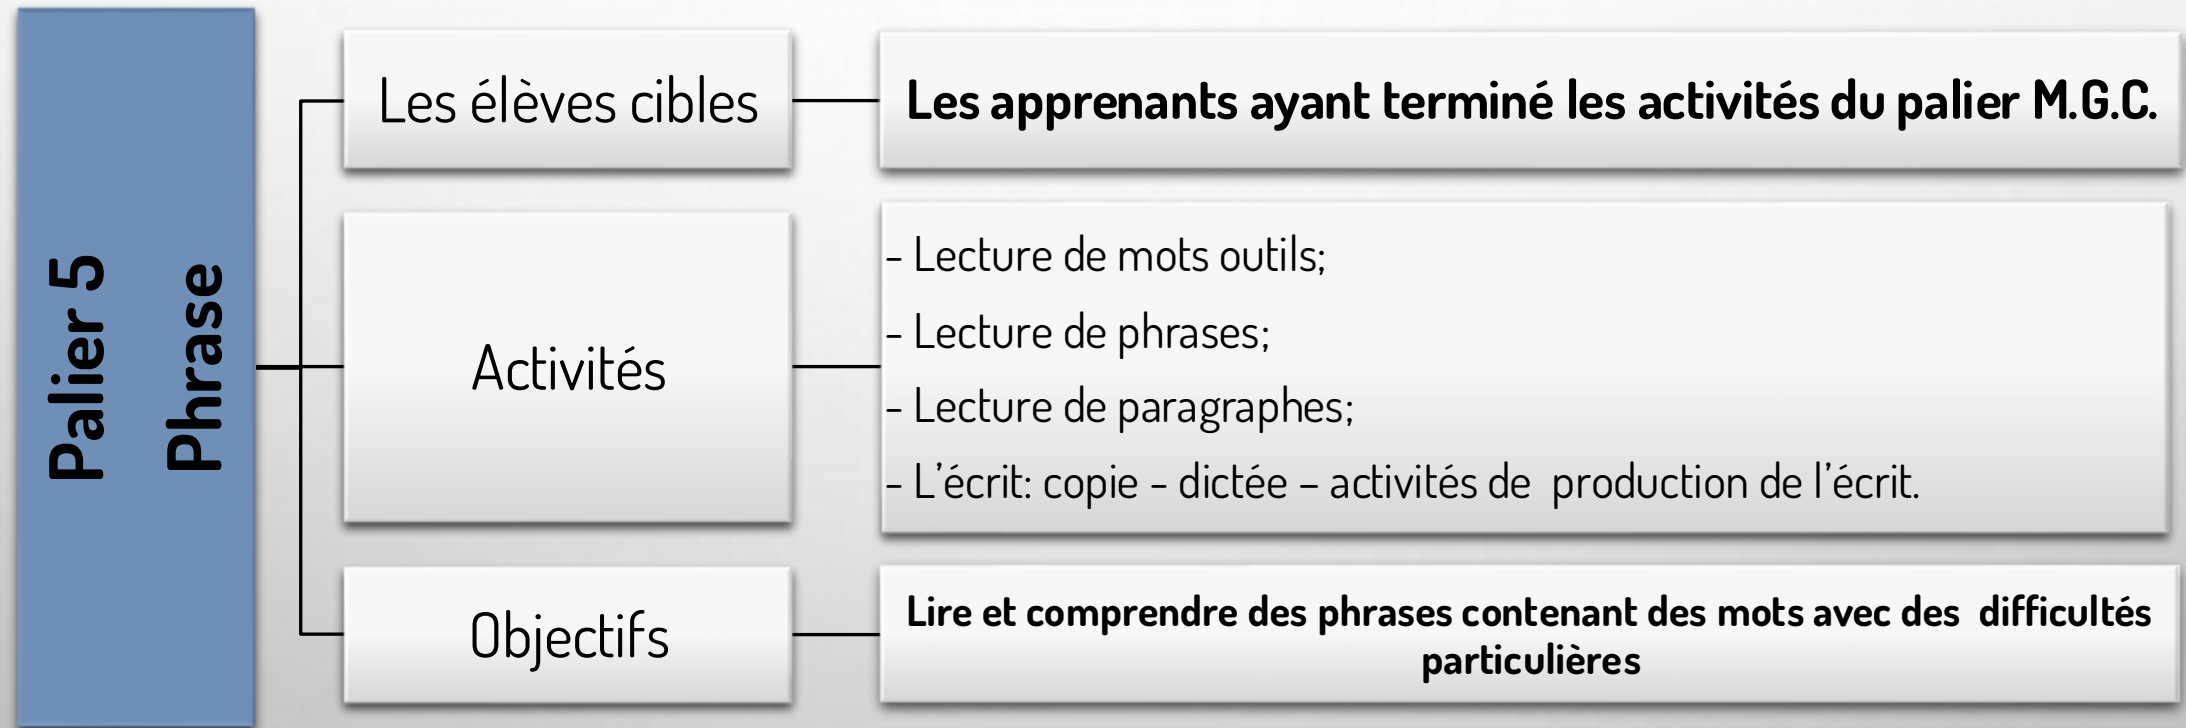 Palier 5
Phrase
Les élèves cibles
Les apprenants ayant terminé les activités du palier M.G.C.
Activités
- Lecture de mots outils;
- Lecture de phrases;
- Lecture de paragraphes;
- L’écrit: copie - dictée – activités de  production de l’écrit.
Objectifs
Lire et comprendre des phrases contenant des mots avec des  difficultés
particulières